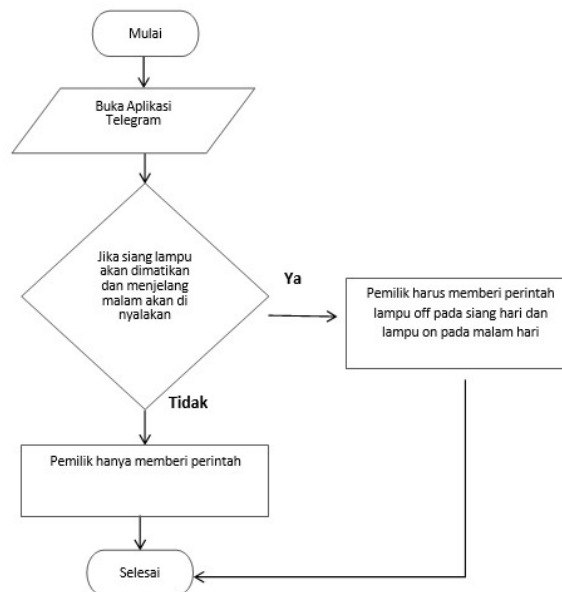 Mulai
Buka Aplikasi
Telegram
Jika siang lampu
akan dimatikan
dan menjelang
malam akan di
nyalakan
Ya
Pemilik harus memberi perintah
lampu off pada siang hari dan
lampu on pada malam hari
Tidak
Pemilik hanya memberi perintah
Selesai